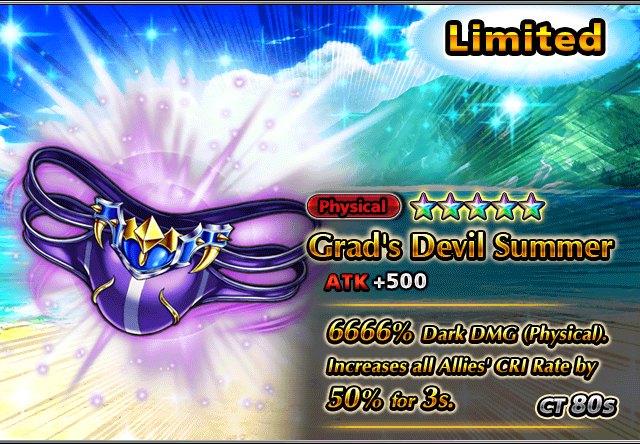 Limited
Physical
Grad's Devil Summer
ATK +500
6666% Dark DMG (Physical).
Increases all Allies' CRI Rate by
50% for 3s.
CT 80s